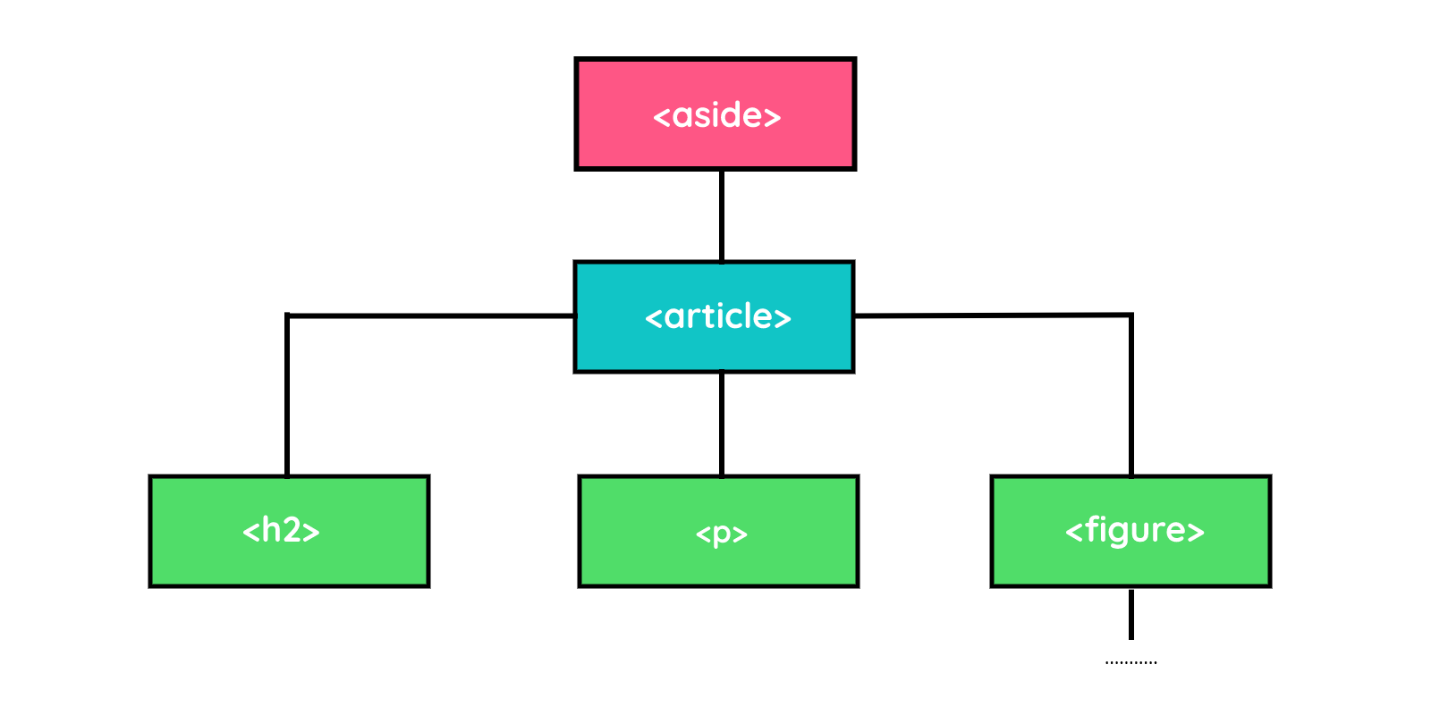 <aside>
<article>
<h2>
<p>
<figure>
...........